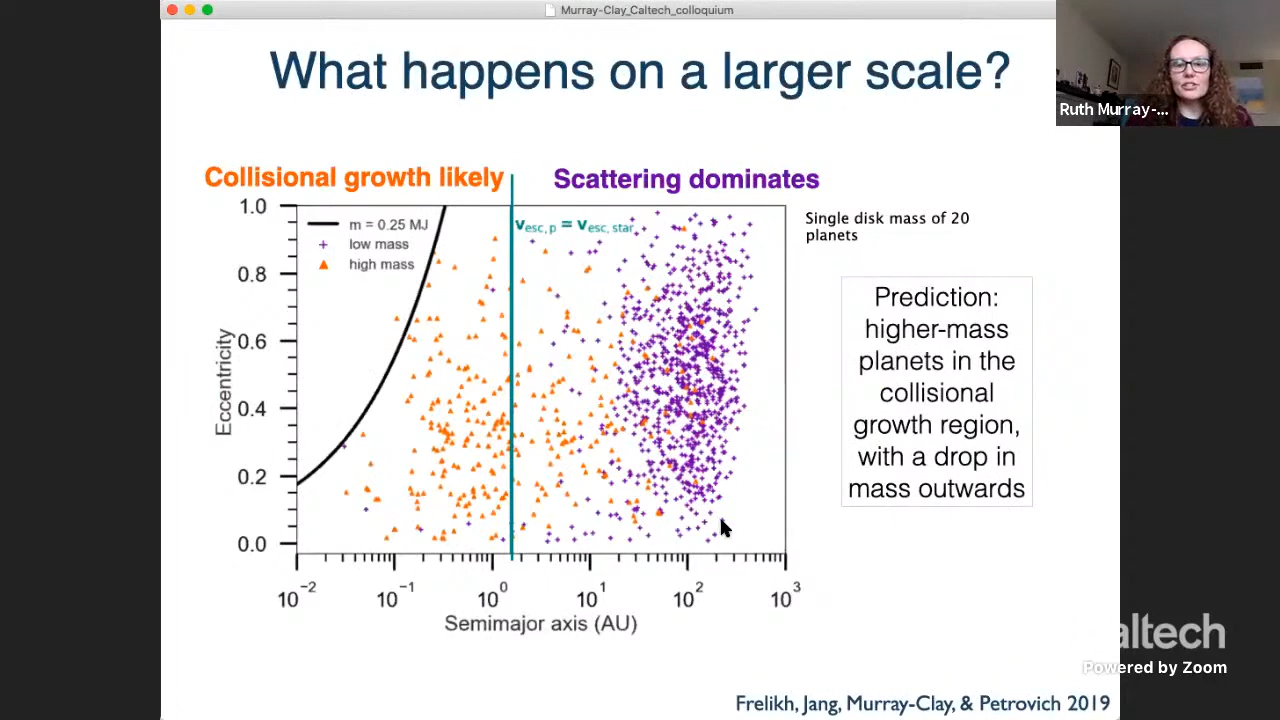 Murray-Clay_Caltech_colloquium
What happens on a larger scale?
Ruth Murray-...
Collisional growth likely
Scattering dominates
m = 0.25 MJ
low mass
high mass
v_esc,p = v_esc,star
Single disk mass of 20
planets
Prediction:
higher-mass
planets in the
collisional
growth region,
with a drop in
mass outwards
Eccentricity
1.0
0.8
0.6
0.4
0.2
0.0
10^-2 10^-1 10^0 10^1 10^2 10^3
Semimajor axis (AU)
altech
Powered by Zoom
Frelikh, Jang, Murray-Clay, & Petrovich 2019